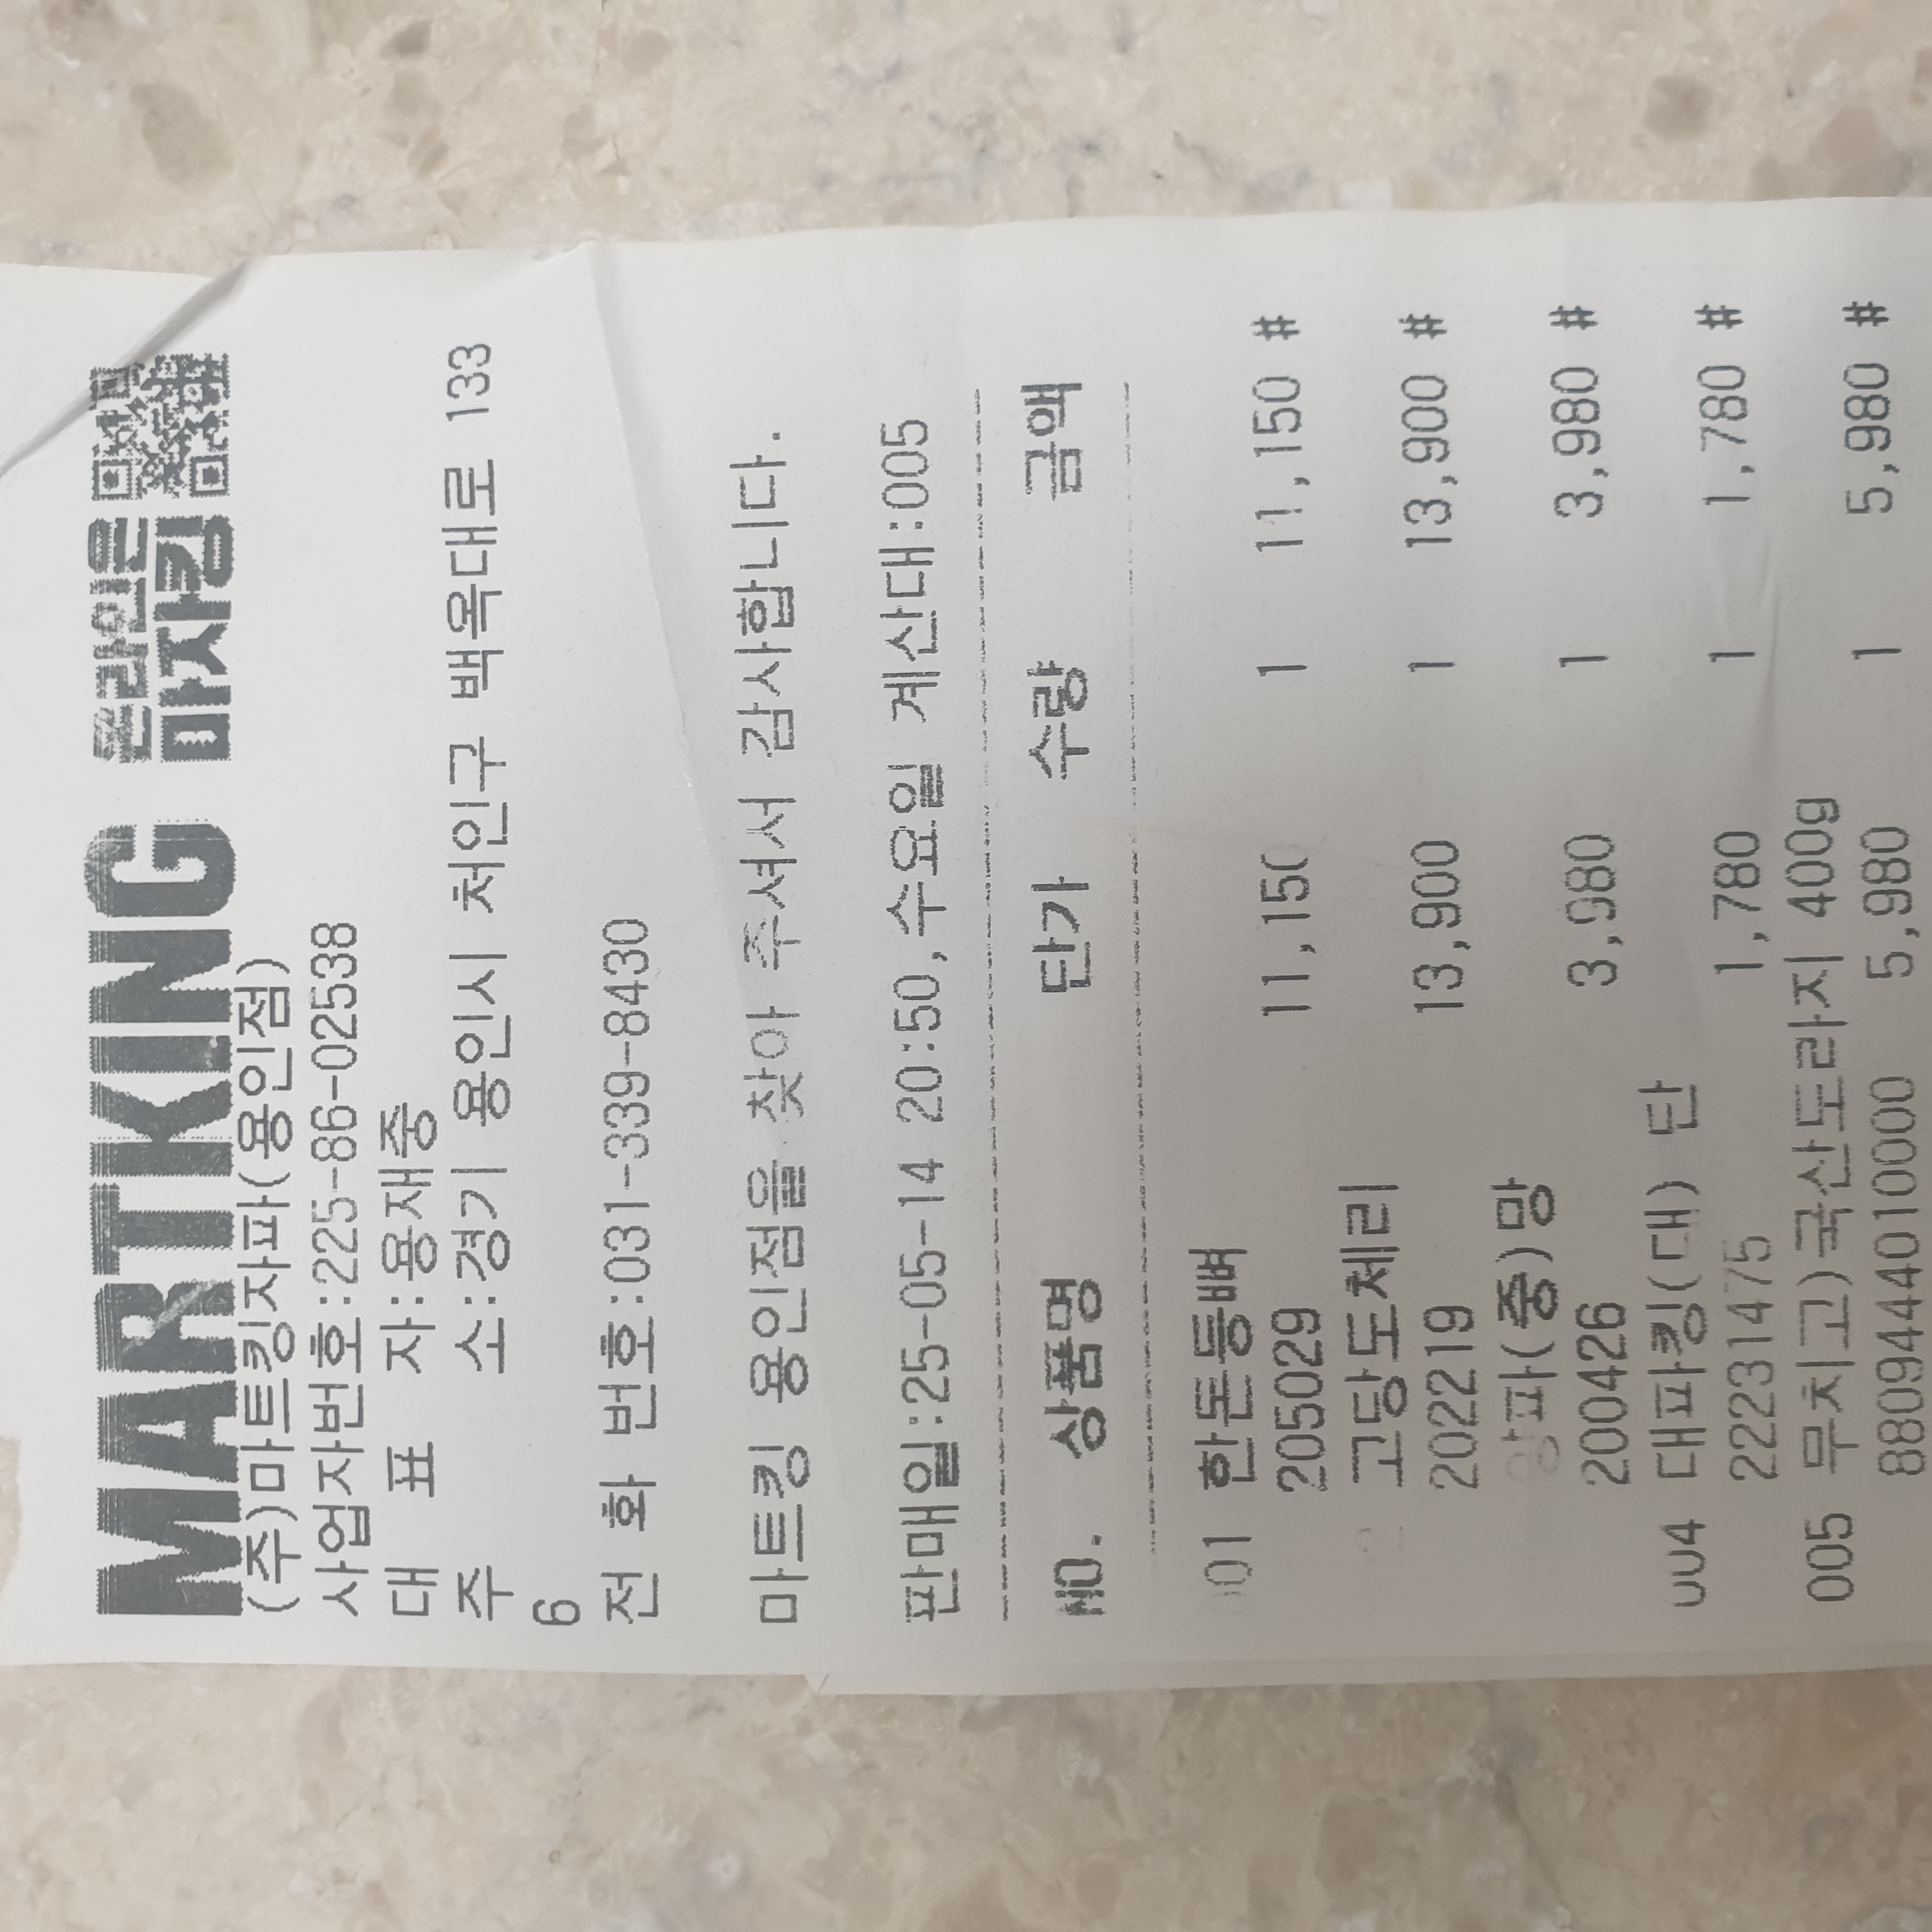 MARTKING 온라인은 마자킹
(주)마트킹자파(용인점)
사업자번호:225-86-02538
대 표 자:용재중
주 소:경기 용인시 처인구 백옥대로 133
6
전 화 번호:031-339-8430
마트킹 용인점을 찾아 주셔서 감사합니다.
판매일:25-05-14 20:50,수요일 계산대:005
NO. 상품명 단가 수량 금액
001 한돈등뼈
205029 11,150 1 11,150 #
고당도체리
202219 13,900 1 13,900 #
양파(중)망
200426 3,980 1 3,980 #
004 대파킹(대) 단
22231475 1,780 1 1,780 #
005 무치고)국산도라지 400g
8809444010000 5,980 1 5,980 #